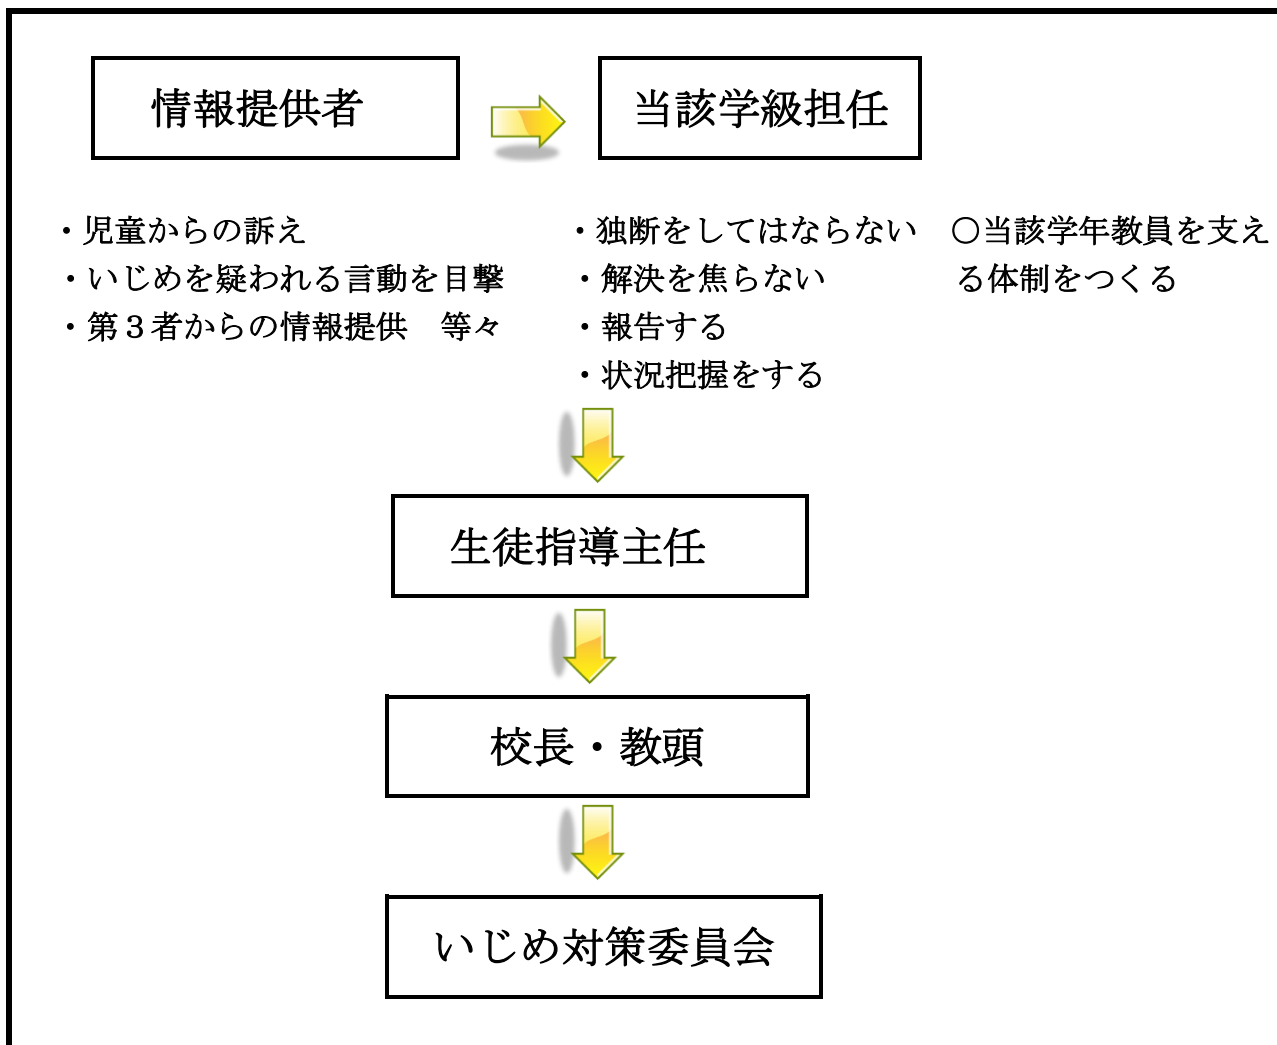 情報提供者
当該学級担任
・児童からの訴え
・いじめを疑われる言動を目撃
・第３者からの情報提供　等々
・独断をしてはならない
・解決を焦らない
・報告する
・状況把握をする
〇当該学年教員を支え
る体制をつくる
生徒指導主任
校長・教頭
いじめ対策委員会